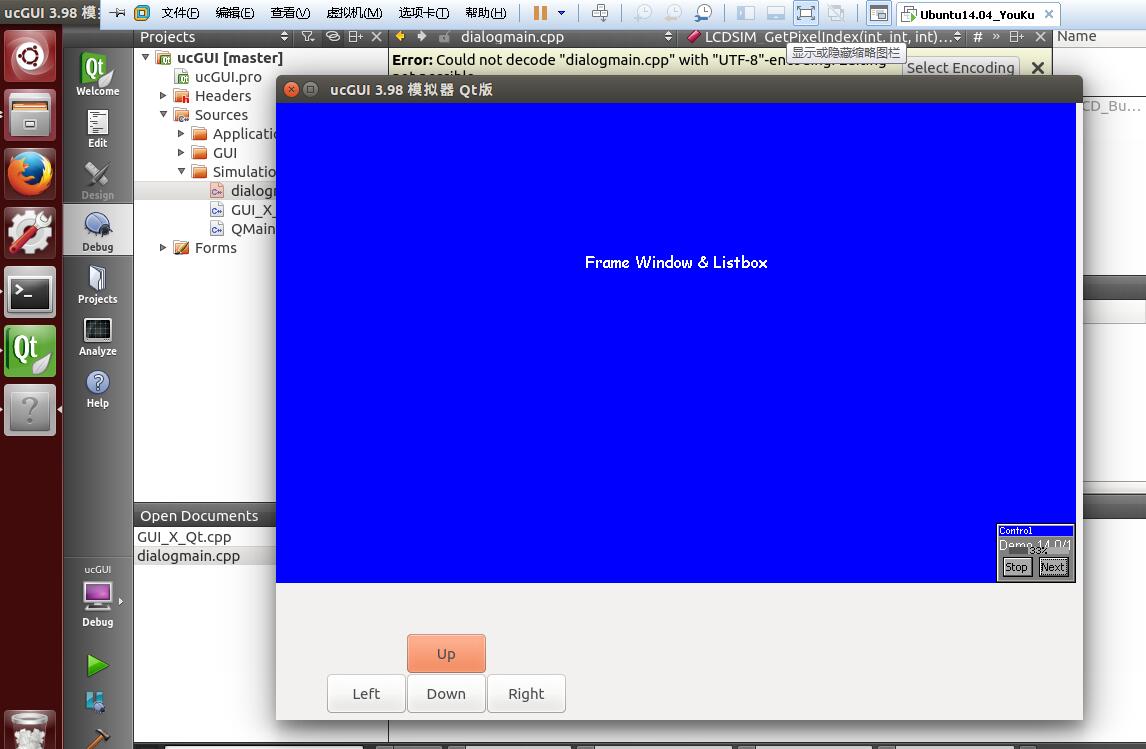 ucGUI 3.98 模
文件(F) 编辑(E) 查看(V) 虚拟机(M) 选项卡(T) 帮助(H)
Ubuntu14.04_YouKu
Projects
dialogmain.cpp
LCDSIM_GetPixelIndex(int, int, int)...
#
»
Name
显示或隐藏缩略图栏
Error: Could not decode "dialogmain.cpp" with "UTF-8"-encoding. Editing
not possible.
Select Encoding
CD_Bu...
Welcome
Edit
Design
Debug
Projects
Analyze
Help
ucGUI [master]
ucGUI.pro
Headers
Sources
Applicatio
GUI
Simulatio
dialogm
GUI_X_
QMain
Forms
Open Documents
GUI_X_Qt.cpp
dialogmain.cpp
ucGUI
Debug
ucGUI 3.98 模拟器 Qt版
Frame Window & Listbox
Control
Demo 14.0/1
33%
Stop Next
Up
Left Down Right